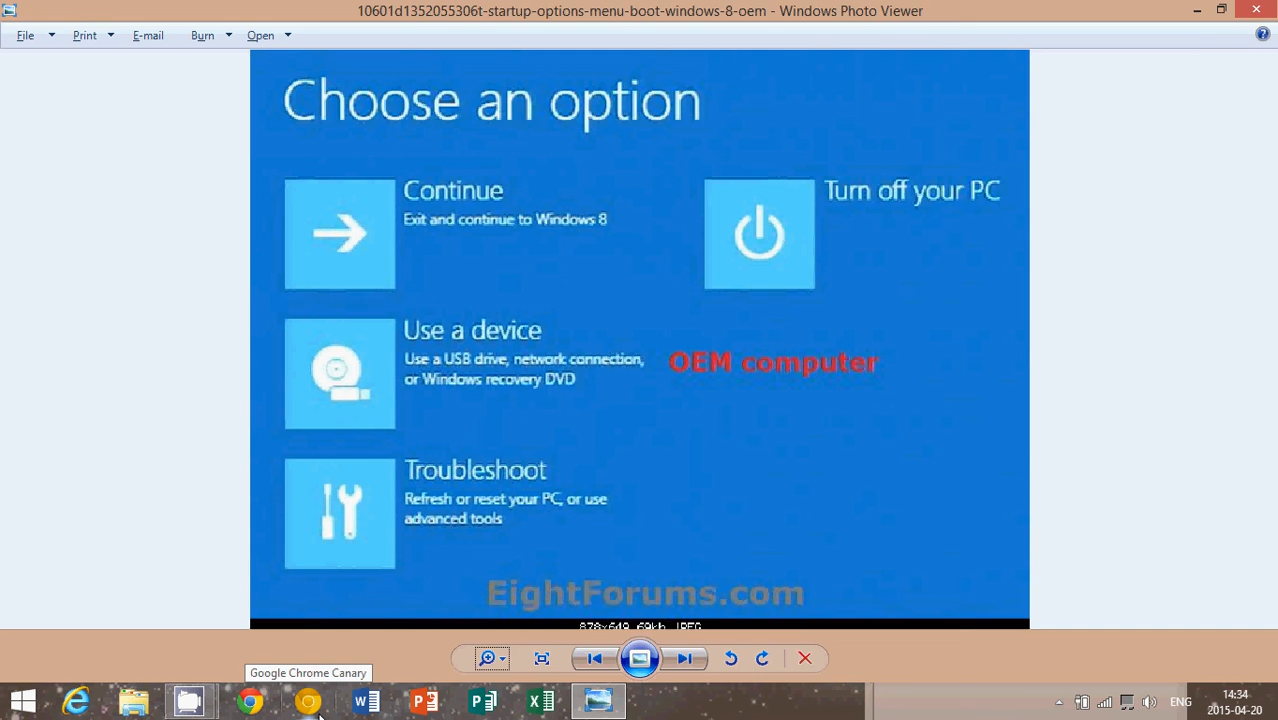 10601d1352055306t-startup-options-menu-boot-windows-8-oem - Windows Photo Viewer
File Print E-mail Burn Open
Choose an option
Continue
Exit and continue to Windows 8
Turn off your PC
Use a device
Use a USB drive, network connection,
or Windows recovery DVD
OEM computer
Troubleshoot
Refresh or reset your PC, or use
advanced tools
EightForums.com
878x649 69kb JPEG
Google Chrome Canary
ENG
14:34
2015-04-20